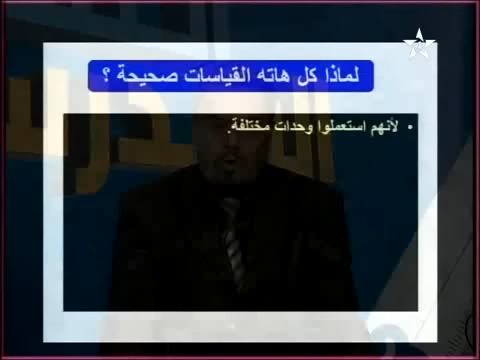 لماذا كل هاته القياسات صحيحة ؟
• لأنهم استعملوا وحدات مختلفة.